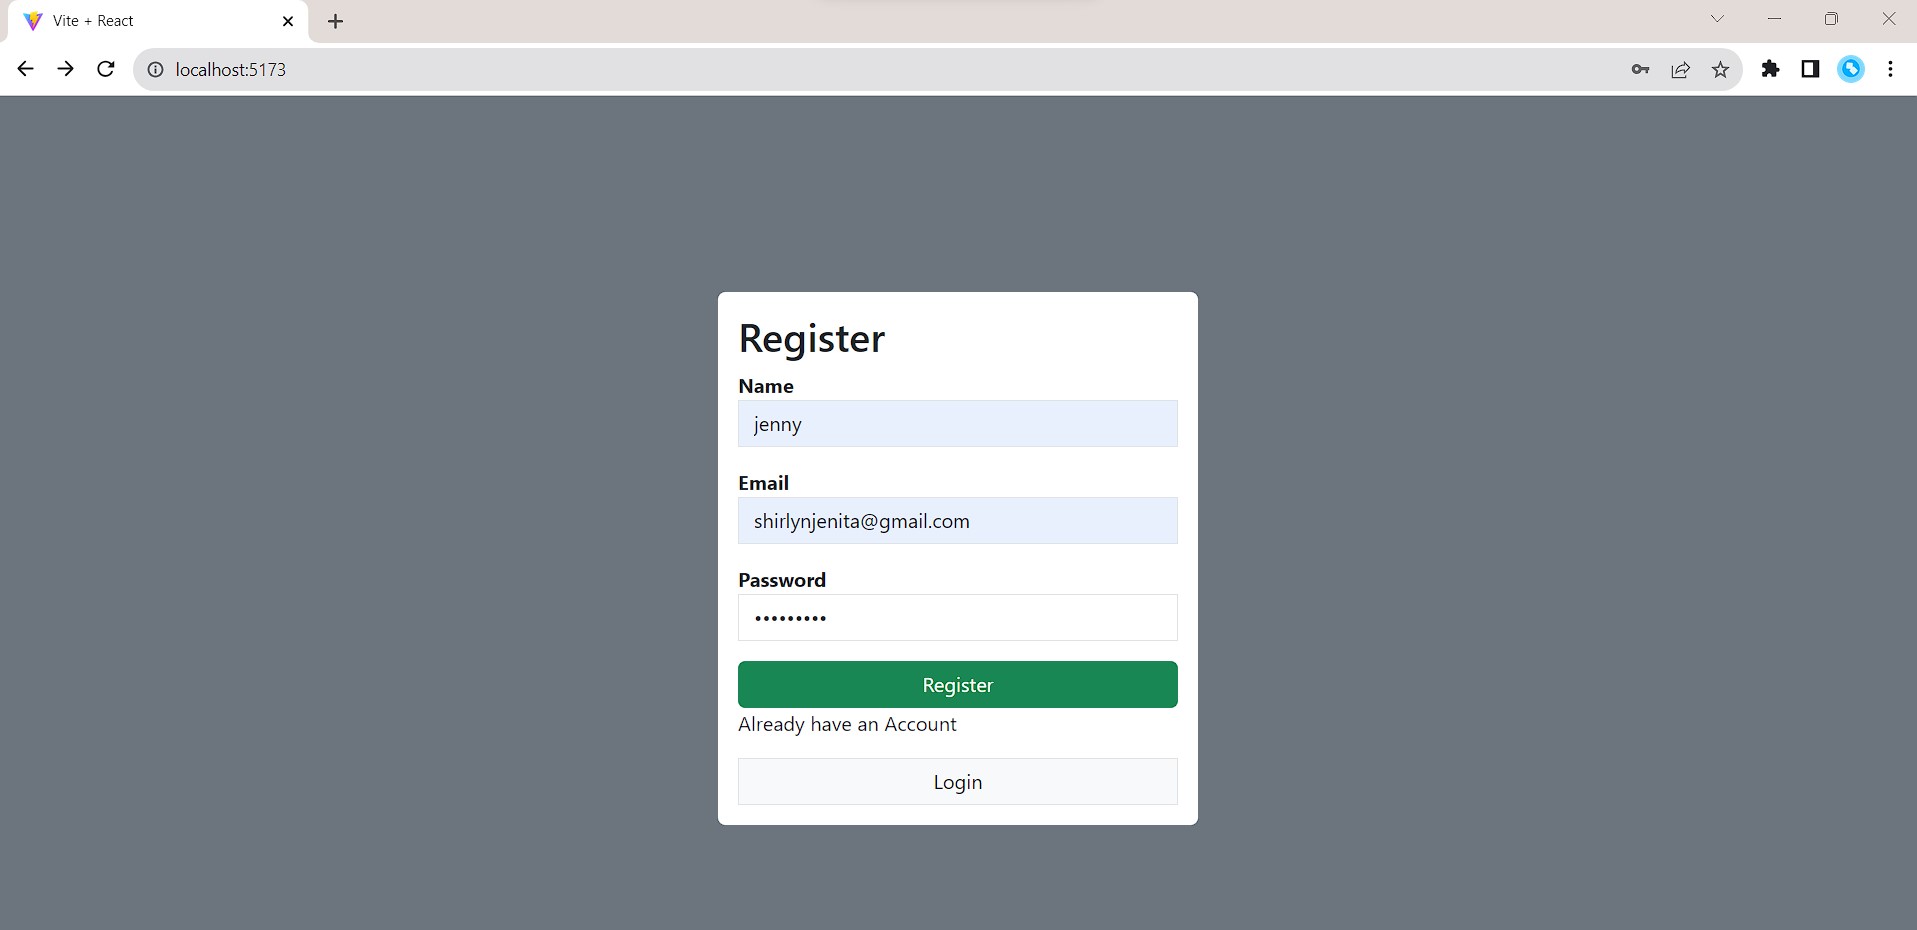 Vite + React
localhost:5173
Register
Name
jenny
Email
shirlynjenita@gmail.com
Password
•••••••••
Register
Already have an Account
Login